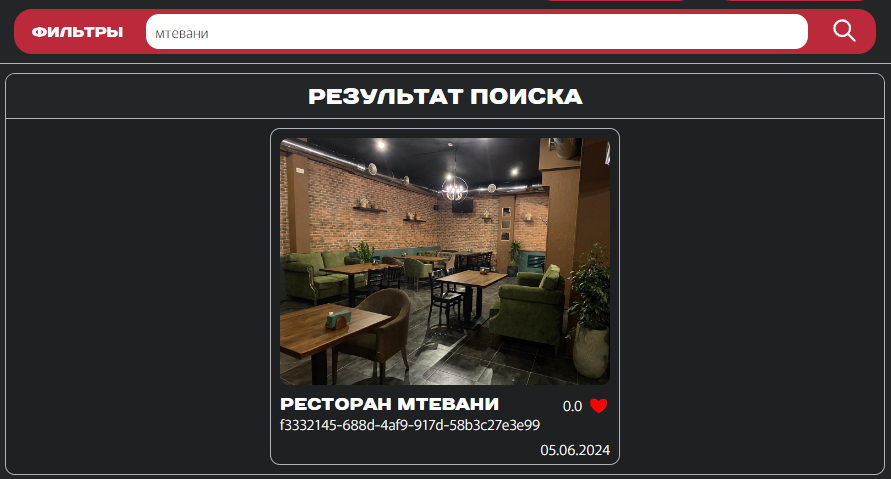 ФИЛЬТРЫ
мтевани
РЕЗУЛЬТАТ ПОИСКА
РЕСТОРАН МТЕВАНИ
0.0
f3332145-688d-4af9-917d-58b3c27e3e99
05.06.2024